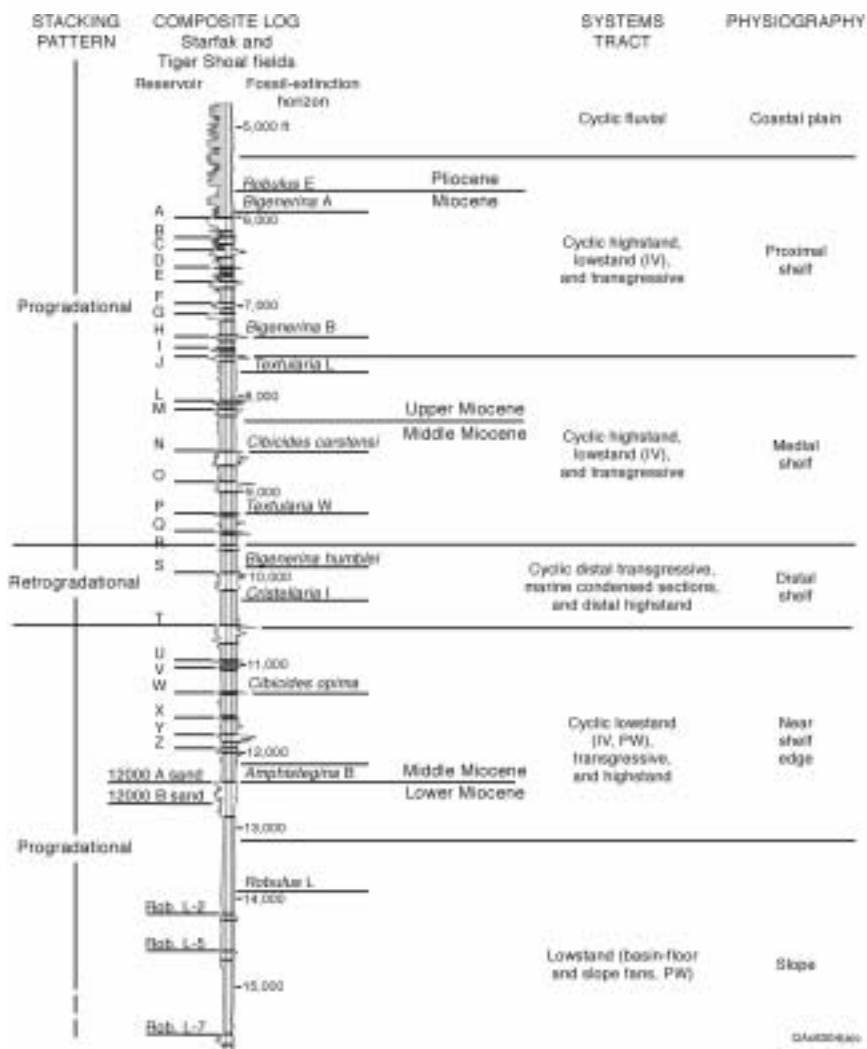 STACKING
PATTERN
COMPOSITE LOG
Starfak and
Tiger Shoal fields
SYSTEMS
TRACT
PHYSIOGRAPHY
Reservoir
Fossil-extinction
horizon
5,000 ft
Cyclic fluvial
Coastal plain
Robulus E
Pliocene
Bigenerina A
Miocene
A
6,000
B
C
D
E
Cyclic highstand,
lowstand (IV),
and transgressive
Proximal
shelf
F
7,000
Progradational
G
H
Bigenerina B
I
J
Textularia L
L
8,000
M
Upper Miocene
Middle Miocene
N
Cibicides carstensi
Cyclic highstand,
lowstand (IV),
and transgressive
Medial
shelf
O
9,000
P
Textularia W
Q
R
Bigenerina humblei
S
10,000
Retrogradational
Cristellaria I
Cyclic distal transgressive,
marine condensed sections,
and distal highstand
Distal
shelf
T
U
V
11,000
W
Cibicides opima
X
Y
Z
12,000
Cyclic lowstand
(IV, PW),
transgressive,
and highstand
Near
shelf
edge
12000 A sand
Amphistegina B
Middle Miocene
12000 B sand
Lower Miocene
13,000
Progradational
Robulus L
14,000
Rob. L-2
Rob. L-5
Lowstand (basin-floor
and slope fans, PW)
Slope
15,000
Rob. L-7